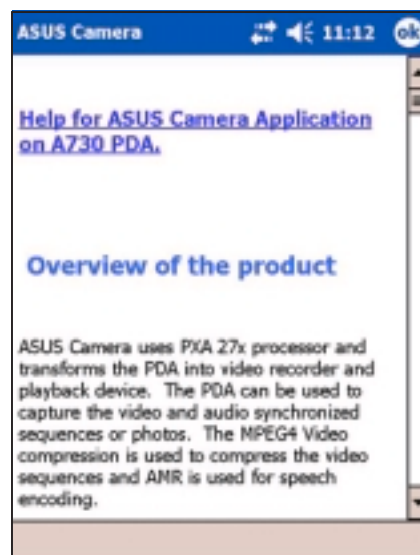 ASUS Camera 11:12 ok
Help for ASUS Camera Application
on A730 PDA.
Overview of the product
ASUS Camera uses PXA 27x processor and
transforms the PDA into video recorder and
playback device. The PDA can be used to
capture the video and audio synchronized
sequences or photos. The MPEG4 Video
compression is used to compress the video
sequences and AMR is used for speech
encoding.